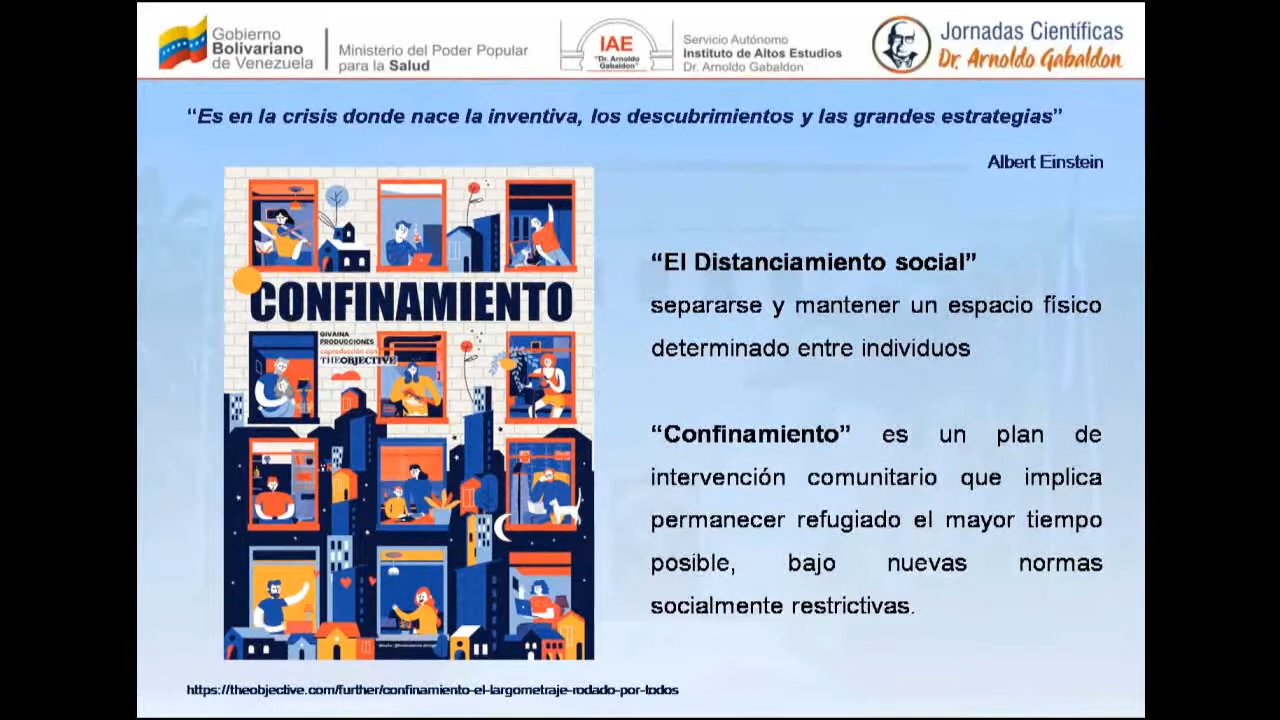 Gobierno
Bolivariano
de Venezuela
Ministerio del Poder Popular
para la Salud
IAE
"Dr. Arnoldo
Gabaldon"
Servicio Autónomo
Instituto de Altos Estudios
Dr. Arnoldo Gabaldon
Jornadas Científicas
Dr. Arnoldo Gabaldon
“Es en la crisis donde nace la inventiva, los descubrimientos y las grandes estrategias”
Albert Einstein
CONFINAMIENTO
GIVAINA
PRODUCCIONES
coproducción con
THEOBJECTIVE
“El Distanciamiento social”
separarse y mantener un espacio físico
determinado entre individuos
“Confinamiento” es un plan de
intervención comunitario que implica
permanecer refugiado el mayor tiempo
posible, bajo nuevas normas
socialmente restrictivas.
https://theobjective.com/further/confinamiento-el-largometraje-rodado-por-todos